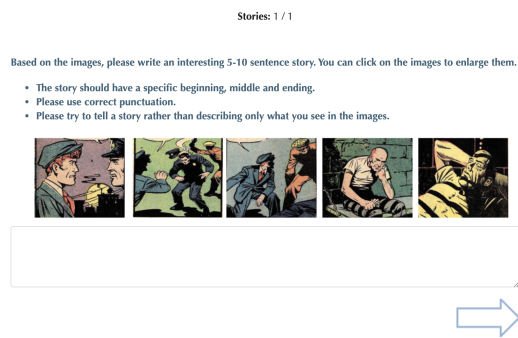 Stories: 1 / 1
Based on the images, please write an interesting 5-10 sentence story. You can click on the images to enlarge them.
• The story should have a specific beginning, middle and ending.
• Please use correct punctuation.
• Please try to tell a story rather than describing only what you see in the images.